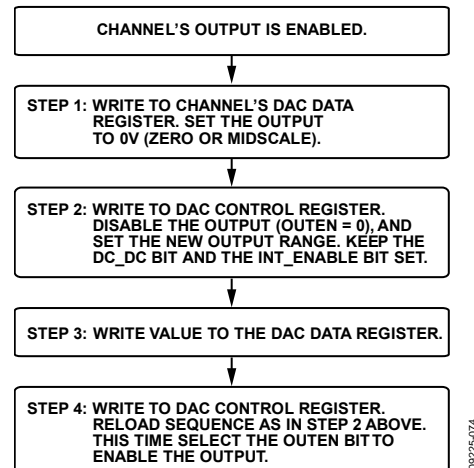 CHANNEL'S OUTPUT IS ENABLED.
STEP 1: WRITE TO CHANNEL'S DAC DATA
REGISTER. SET THE OUTPUT
TO 0V (ZERO OR MIDSCALE).
STEP 2: WRITE TO DAC CONTROL REGISTER.
DISABLE THE OUTPUT (OUTEN = 0), AND
SET THE NEW OUTPUT RANGE. KEEP THE
DC_DC BIT AND THE INT_ENABLE BIT SET.
STEP 3: WRITE VALUE TO THE DAC DATA REGISTER.
STEP 4: WRITE TO DAC CONTROL REGISTER.
RELOAD SEQUENCE AS IN STEP 2 ABOVE.
THIS TIME SELECT THE OUTEN BIT TO
ENABLE THE OUTPUT.
09225-074